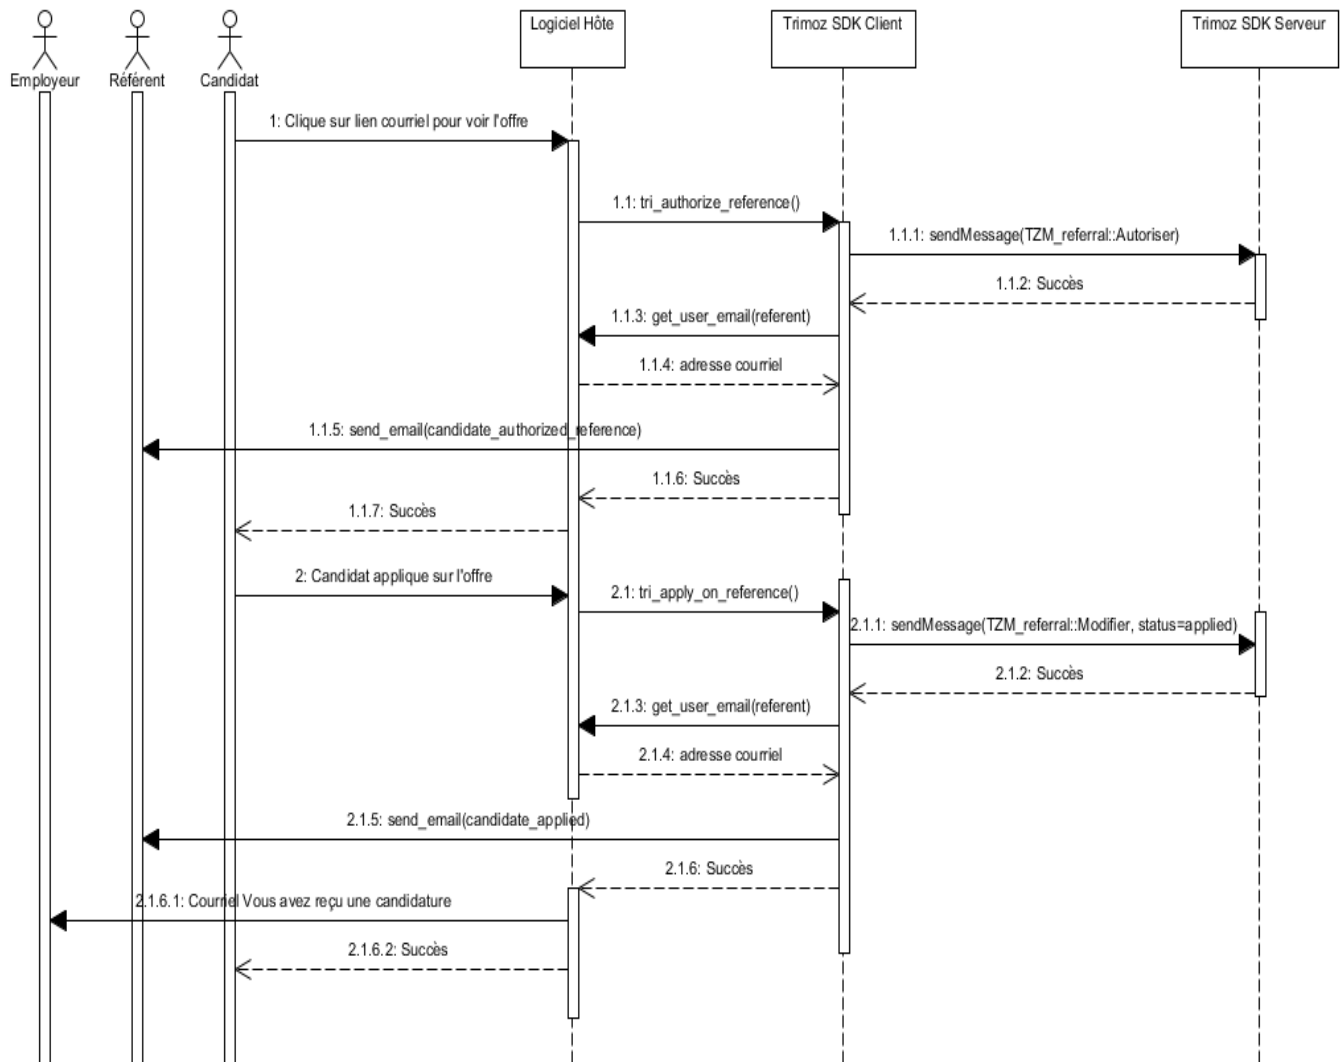 Employeur
Référent
Candidat
Logiciel Hôte
Trimoz SDK Client
Trimoz SDK Serveur
1: Clique sur lien courriel pour voir l'offre
1.1: tri_authorize_reference()
1.1.1: sendMessage(TZM_referral::Autoriser)
1.1.2: Succès
1.1.3: get_user_email(referent)
1.1.4: adresse courriel
1.1.5: send_email(candidate_authorized_reference)
1.1.6: Succès
1.1.7: Succès
2: Candidat applique sur l'offre
2.1: tri_apply_on_reference()
2.1.1: sendMessage(TZM_referral::Modifier, status=applied)
2.1.2: Succès
2.1.3: get_user_email(referent)
2.1.4: adresse courriel
2.1.5: send_email(candidate_applied)
2.1.6: Succès
2.1.6.1: Courriel Vous avez reçu une candidature
2.1.6.2: Succès